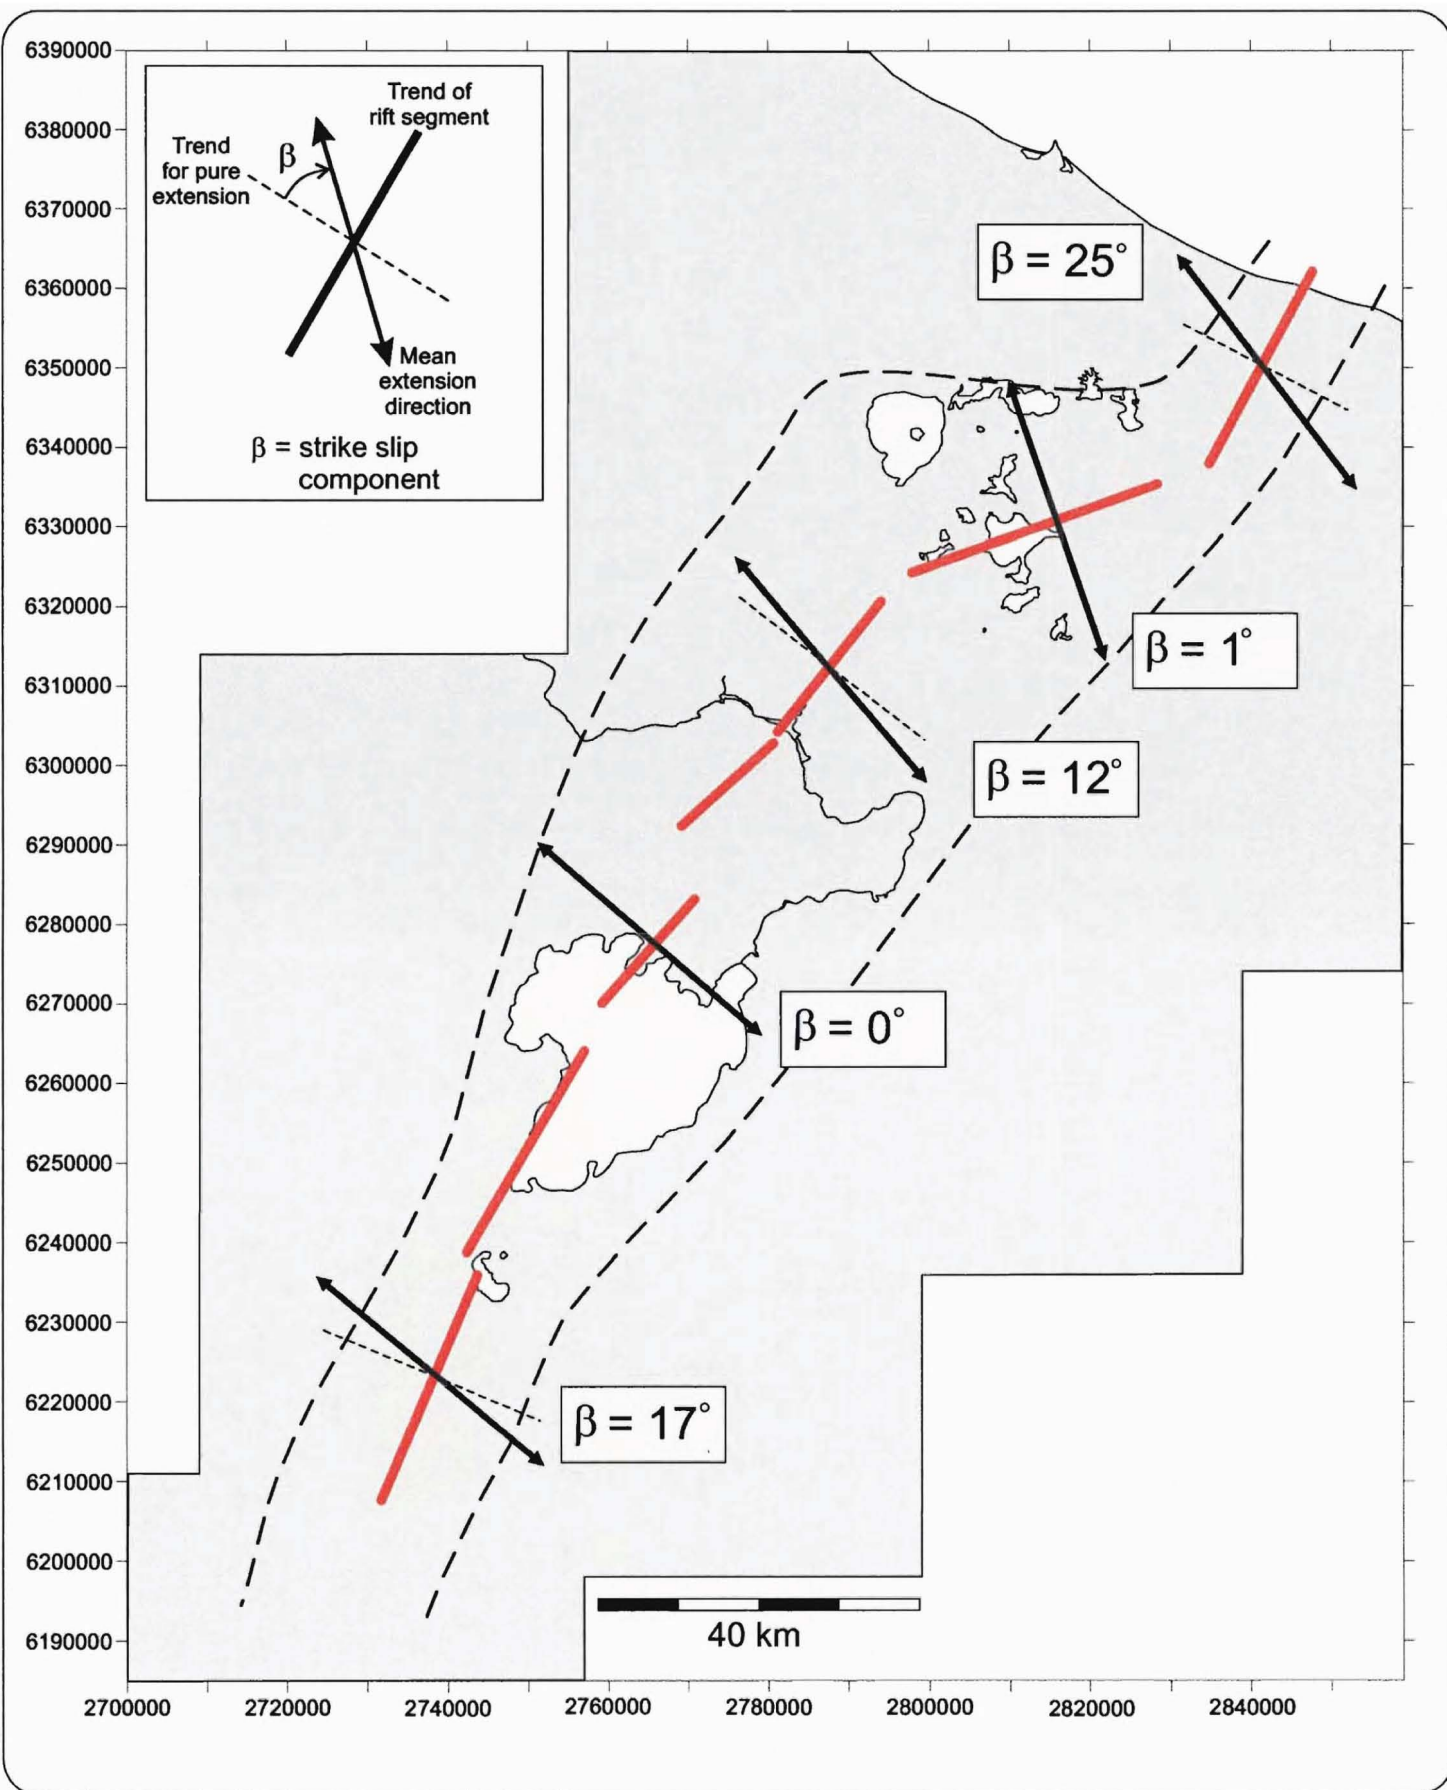 6390000
6380000
6370000
6360000
6350000
6340000
6330000
6320000
6310000
6300000
6290000
6280000
6270000
6260000
6250000
6240000
6230000
6220000
6210000
6200000
6190000
Trend of
rift segment
Trend
for pure
extension
β
Mean
extension
direction
β = strike slip
component
β = 25°
β = 1°
β = 12°
β = 0°
β = 17°
40 km
2700000
2720000
2740000
2760000
2780000
2800000
2820000
2840000